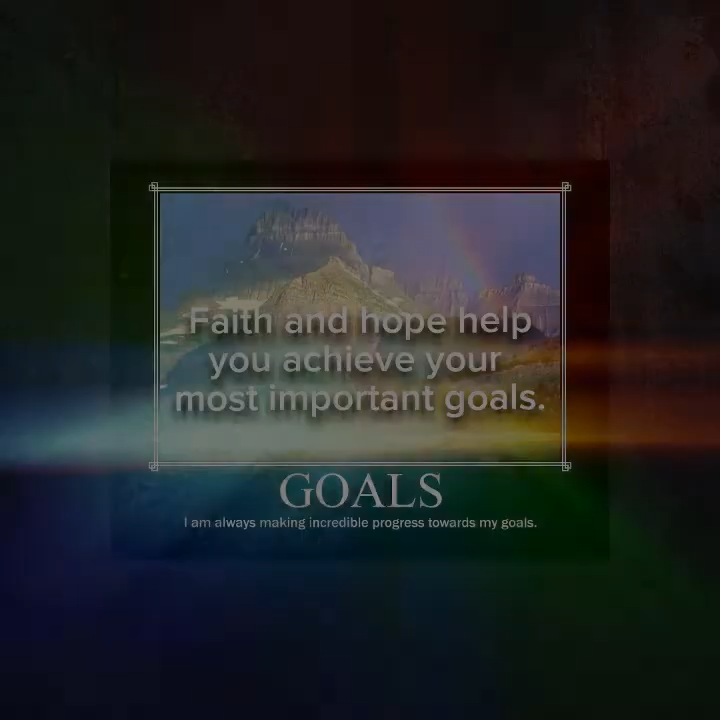 Faith and hope help
you achieve your
most important goals.
GOALS
I am always making incredible progress towards my goals.